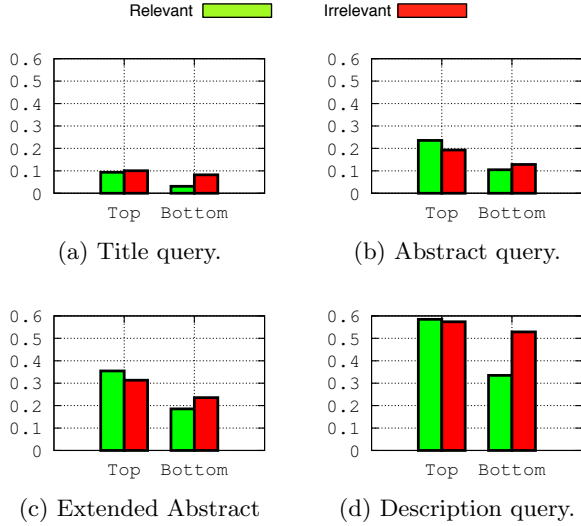 Relevant Irrelevant
0.6 0.6
0.5 0.5
0.4 0.4
0.3 0.3
0.2 0.2
0.1 0.1
0 0
Top Bottom Top Bottom
(a) Title query. (b) Abstract query.
0.6 0.6
0.5 0.5
0.4 0.4
0.3 0.3
0.2 0.2
0.1 0.1
0 0
Top Bottom Top Bottom
(c) Extended Abstract (d) Description query.